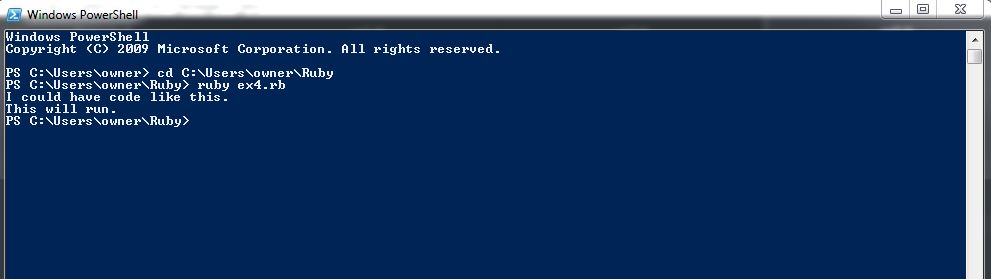 Windows PowerShell
Windows PowerShell
Copyright (C) 2009 Microsoft Corporation. All rights reserved.
PS C:\Users\owner> cd C:\Users\owner\Ruby
PS C:\Users\owner\Ruby> ruby ex4.rb
I could have code like this.
This will run.
PS C:\Users\owner\Ruby>